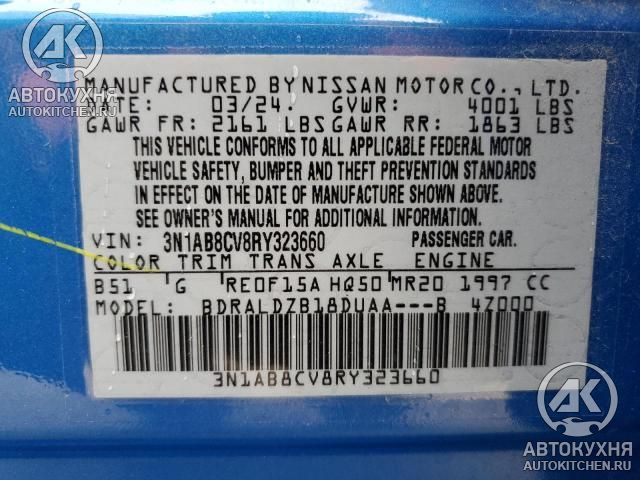 АК
АВТОКУХНЯ
AUTOKITCHEN.RU
MANUFACTURED BY NISSAN MOTOR CO., LTD.
DATE: 03/24. GVWR: 4001 LBS
GAWR FR: 2161 LBS GAWR RR: 1863 LBS
THIS VEHICLE CONFORMS TO ALL APPLICABLE FEDERAL MOTOR
VEHICLE SAFETY, BUMPER AND THEFT PREVENTION STANDARDS
IN EFFECT ON THE DATE OF MANUFACTURE SHOWN ABOVE.
SEE OWNER'S MANUAL FOR ADDITIONAL INFORMATION.
VIN: 3N1AB8CV8RY323660 PASSENGER CAR.
COLOR TRIM TRANS AXLE ENGINE
B51 G RE0F15A HQ50 MR20 1997 CC
MODEL: BDRALDZB18DUAA---B 4Z000
3N1AB8CV8RY323660
АК
АВТОКУХНЯ
AUTOKITCHEN.RU